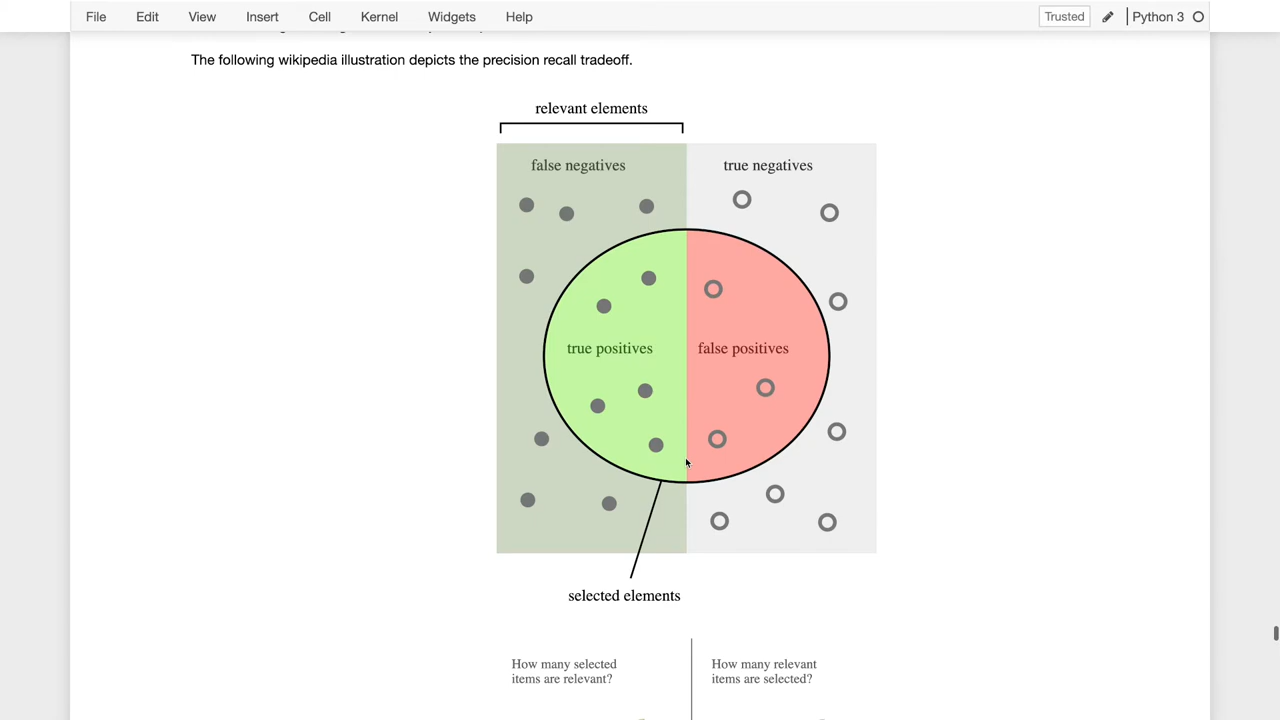 File Edit View Insert Cell Kernel Widgets Help Trusted Python 3
The following wikipedia illustration depicts the precision recall tradeoff.
relevant elements
false negatives true negatives
true positives false positives
selected elements
How many selected
items are relevant?
How many relevant
items are selected?